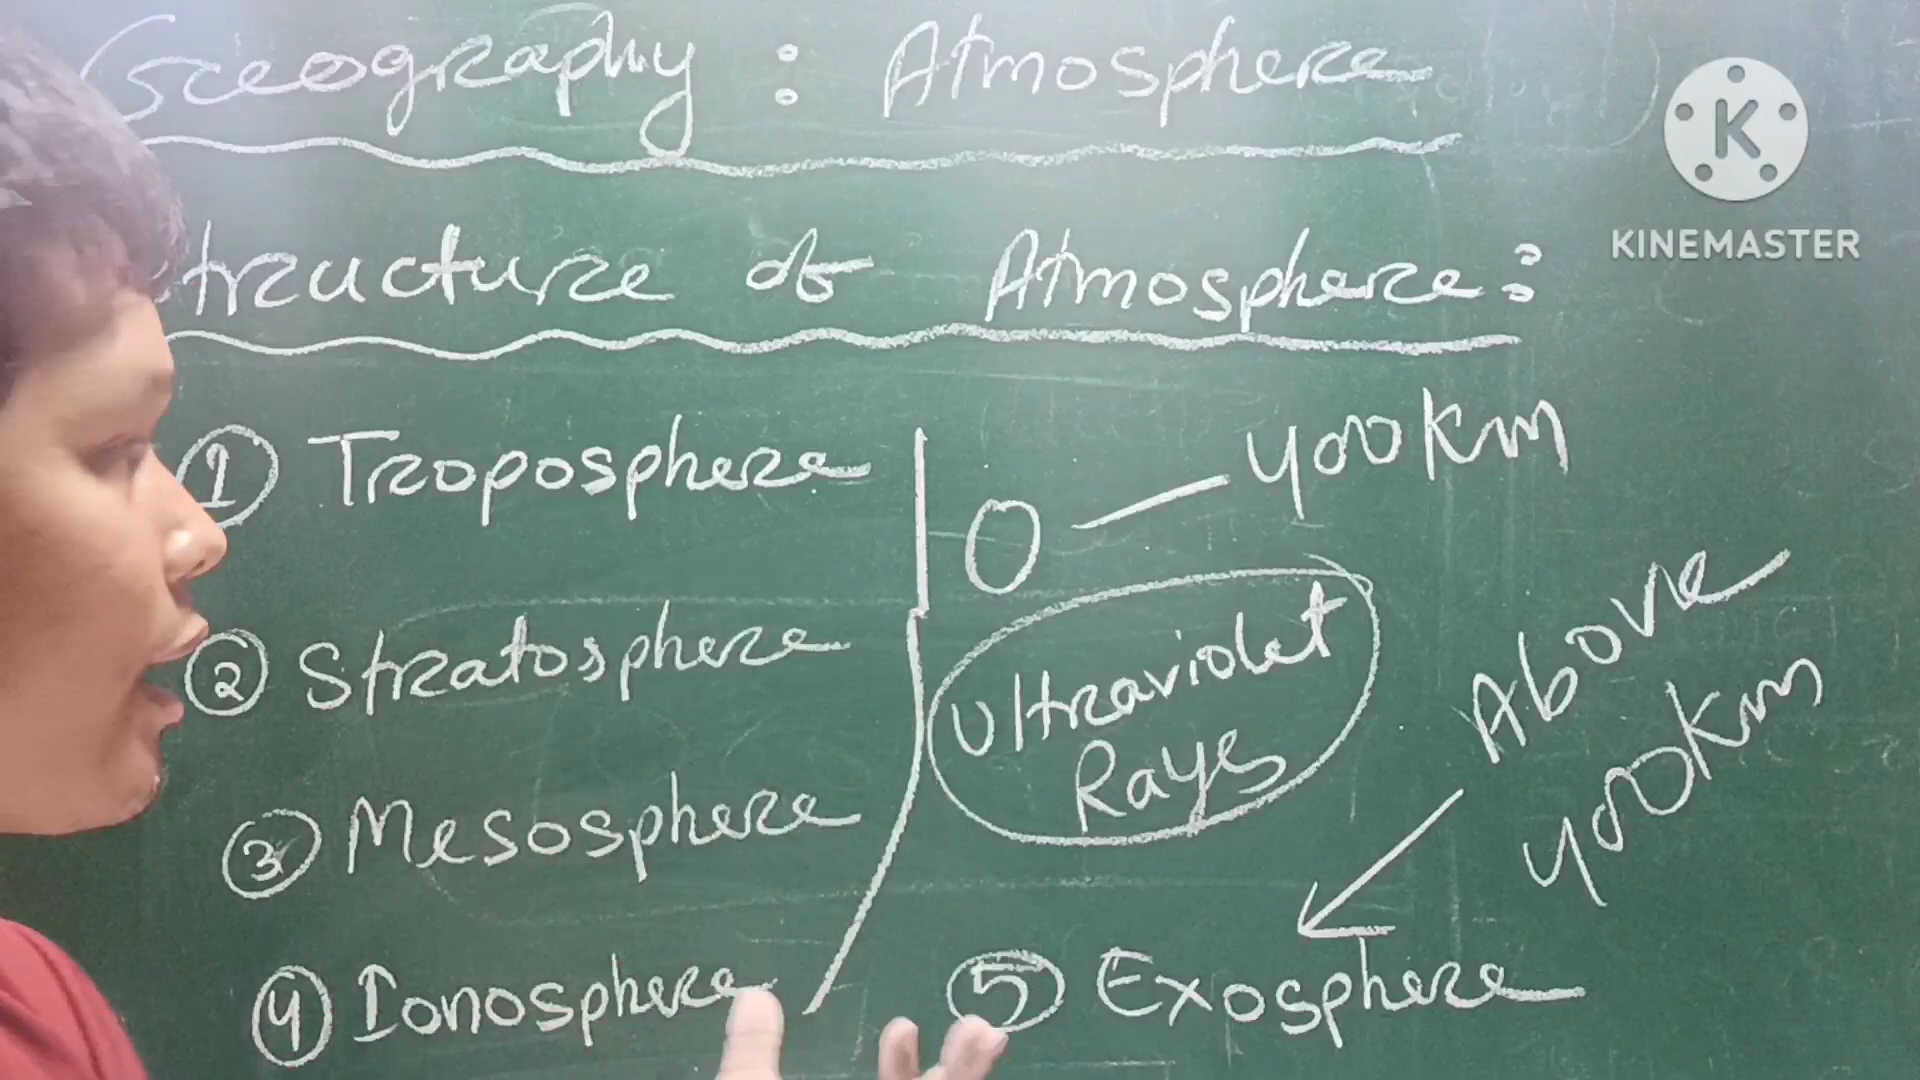 Geography : Atmosphere
K
KINEMASTER
Structure of Atmosphere :
① Troposphere
0 — 400km
② Stratosphere
Ultraviolet
Rays
Above
400km
③ Mesosphere
④ Ionosphere
⑤ Exosphere